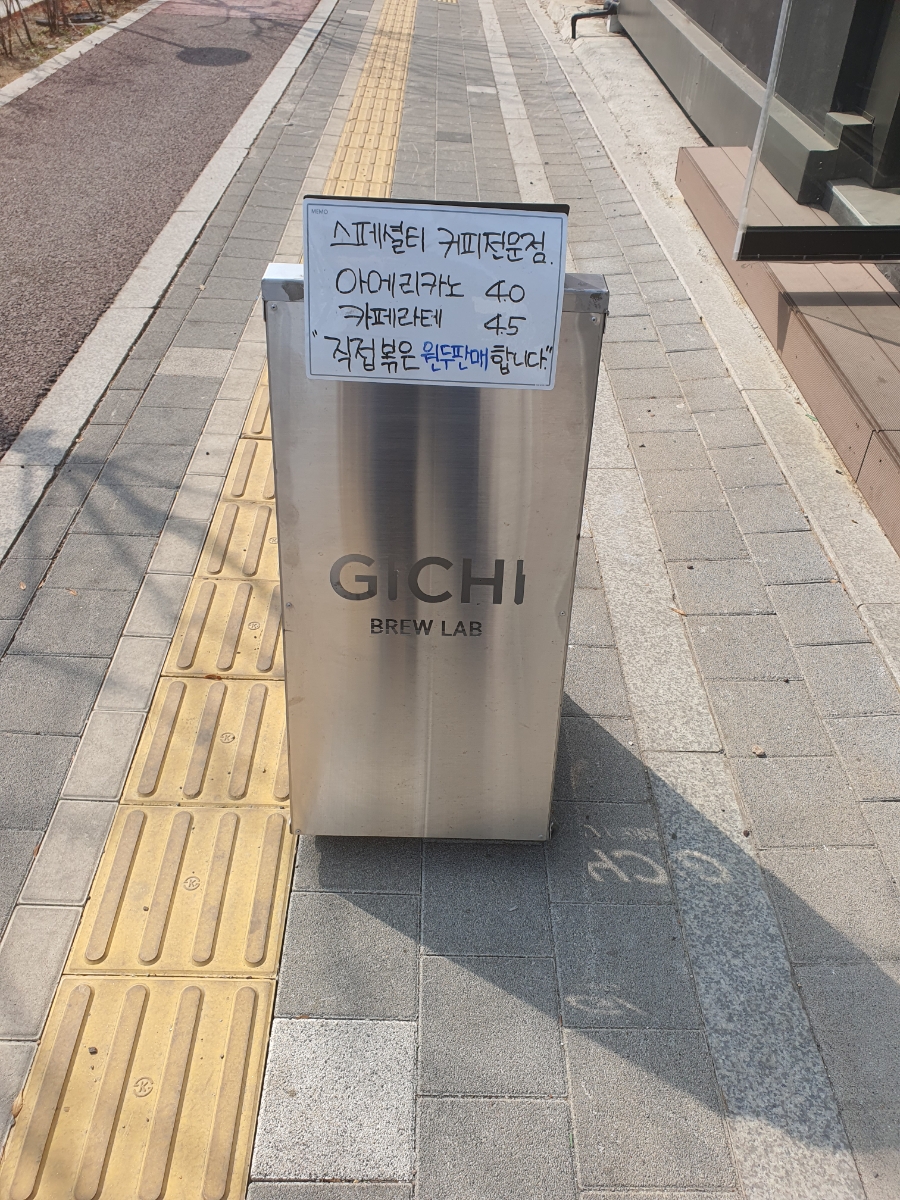 MEMO
스페셜티 커피전문점.
아메리카노 4.0
카페라테 4.5
"직접볶은 원두판매합니다."
GICHI
BREW LAB